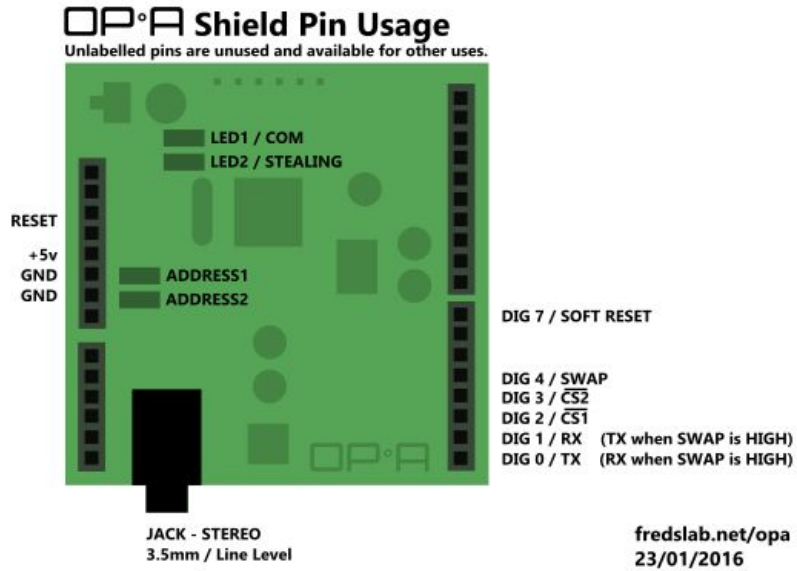 OP•A Shield Pin Usage
Unlabelled pins are unused and available for other uses.
LED1 / COM
LED2 / STEALING
RESET
+5v
GND
GND
ADDRESS1
ADDRESS2
DIG 7 / SOFT RESET
DIG 4 / SWAP
DIG 3 / C̅S̅2̅
DIG 2 / C̅S̅1̅
DIG 1 / RX (TX when SWAP is HIGH)
DIG 0 / TX (RX when SWAP is HIGH)
OP•A
JACK - STEREO
3.5mm / Line Level
fredslab.net/opa
23/01/2016